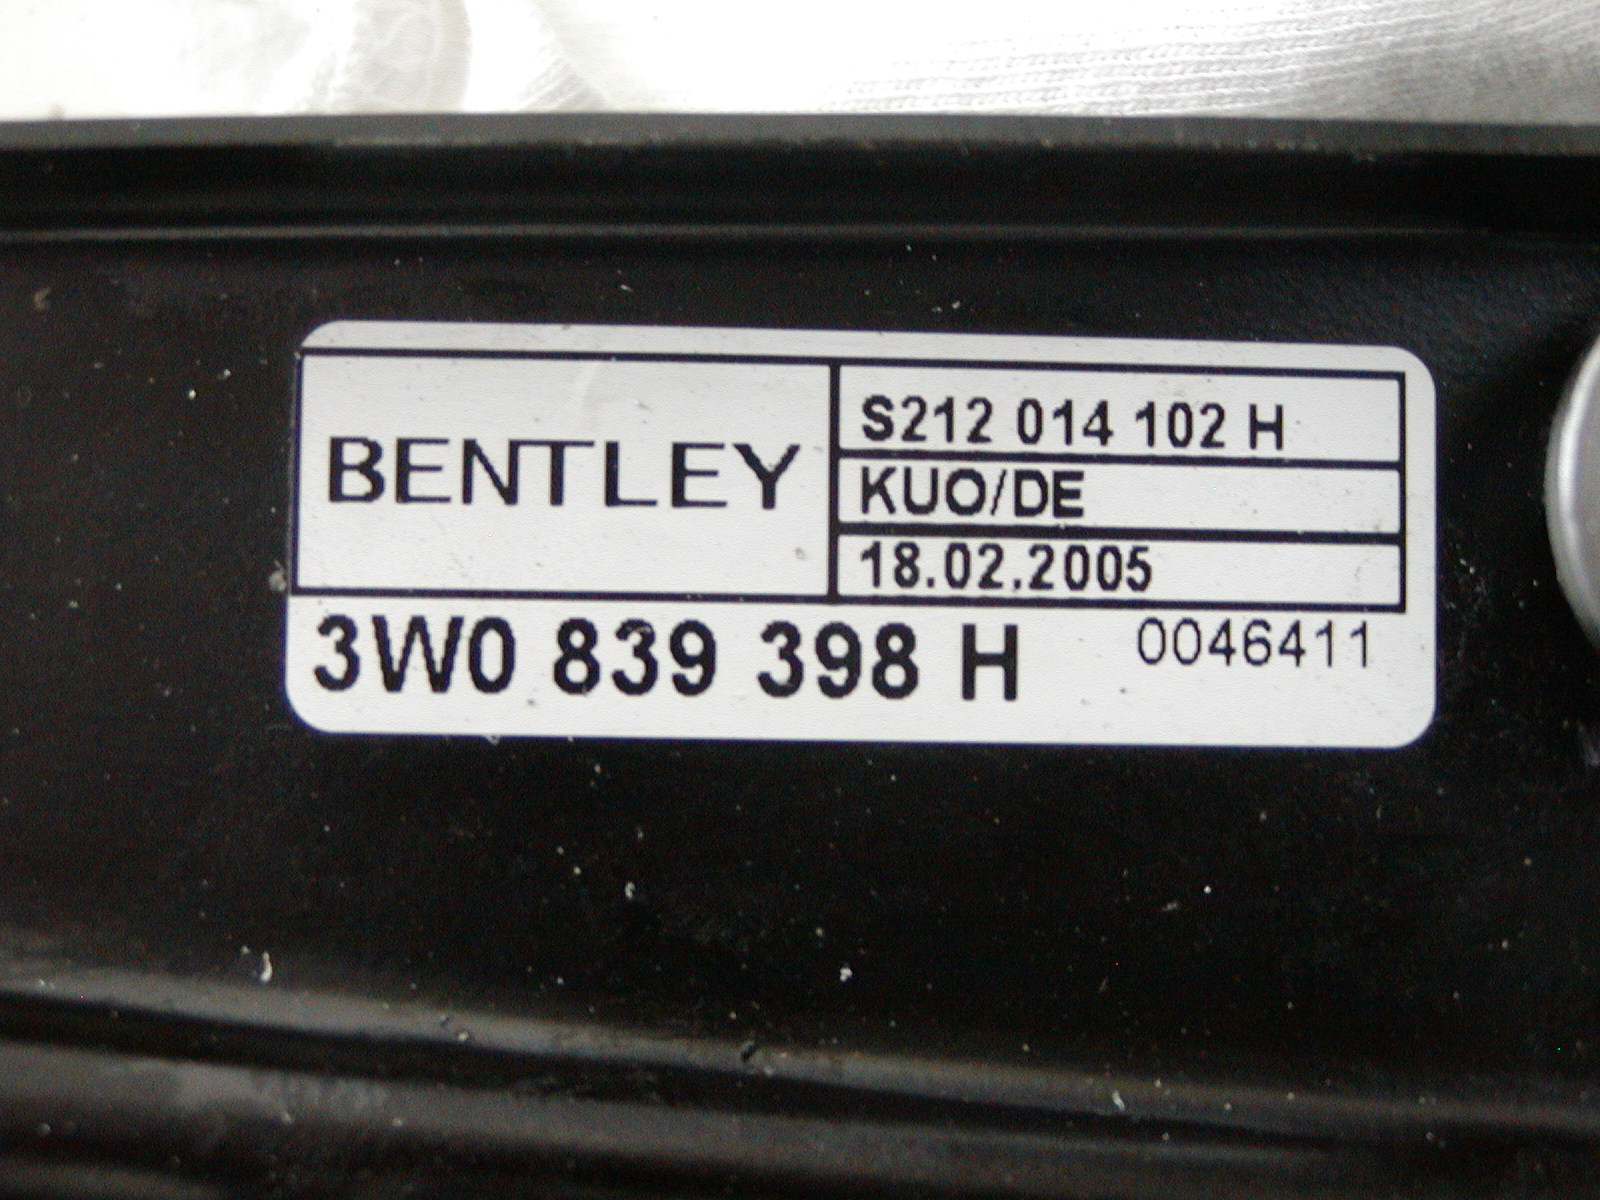 BENTLEY
S212 014 102 H
KUO/DE
18.02.2005
3W0 839 398 H
0046411